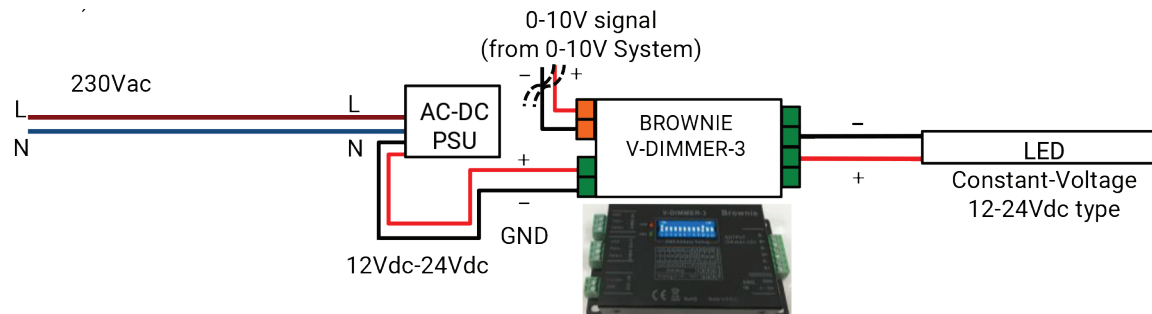 0-10V signal
(from 0-10V System)
– +
230Vac
L L
N N
AC-DC
PSU
BROWNIE
V-DIMMER-3
+
–
GND
12Vdc-24Vdc
–
+
LED
Constant-Voltage
12-24Vdc type
V-DIMMER-3 Brownie